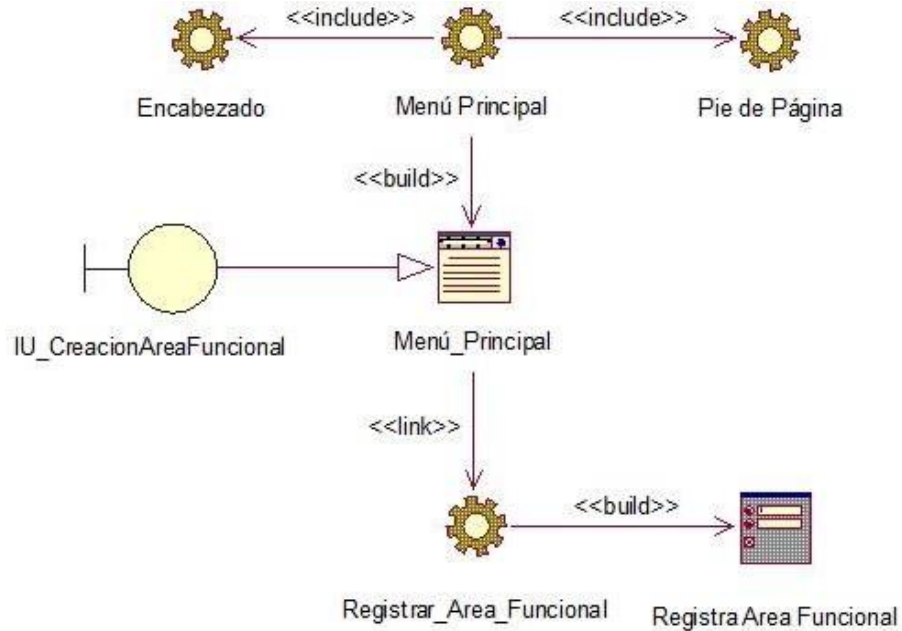 <<include>>
<<include>>
Encabezado
Menú Principal
Pie de Página
<<build>>
IU_CreacionAreaFuncional
Menú_Principal
<<link>>
<<build>>
Registrar_Area_Funcional
Registra Area Funcional